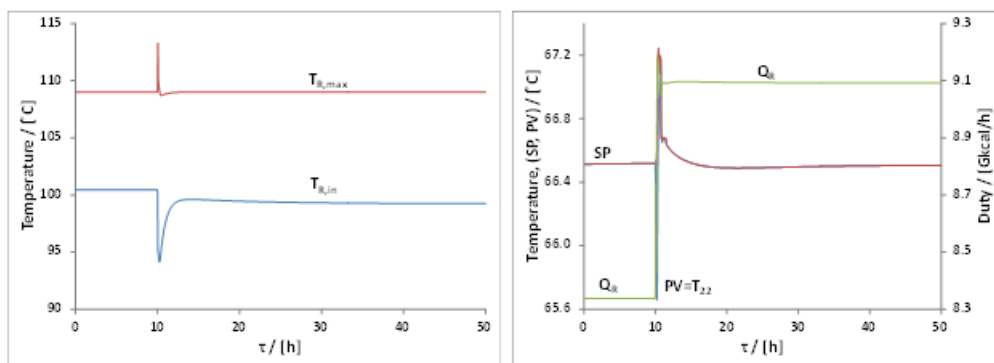 115
110
105
100
95
90
Temperature / [˚C]
T_R,max
T_R,in
0 10 20 30 40 50
τ / [h]
67.2
66.8
66.4
66.0
65.6
Temperature, (SP, PV) / [˚C]
Q_R
SP
Q_R PV=T_22
0 10 20 30 40 50
τ / [h]
9.3
9.1
8.9
8.7
8.5
8.3
Duty / [Gkcal/h]